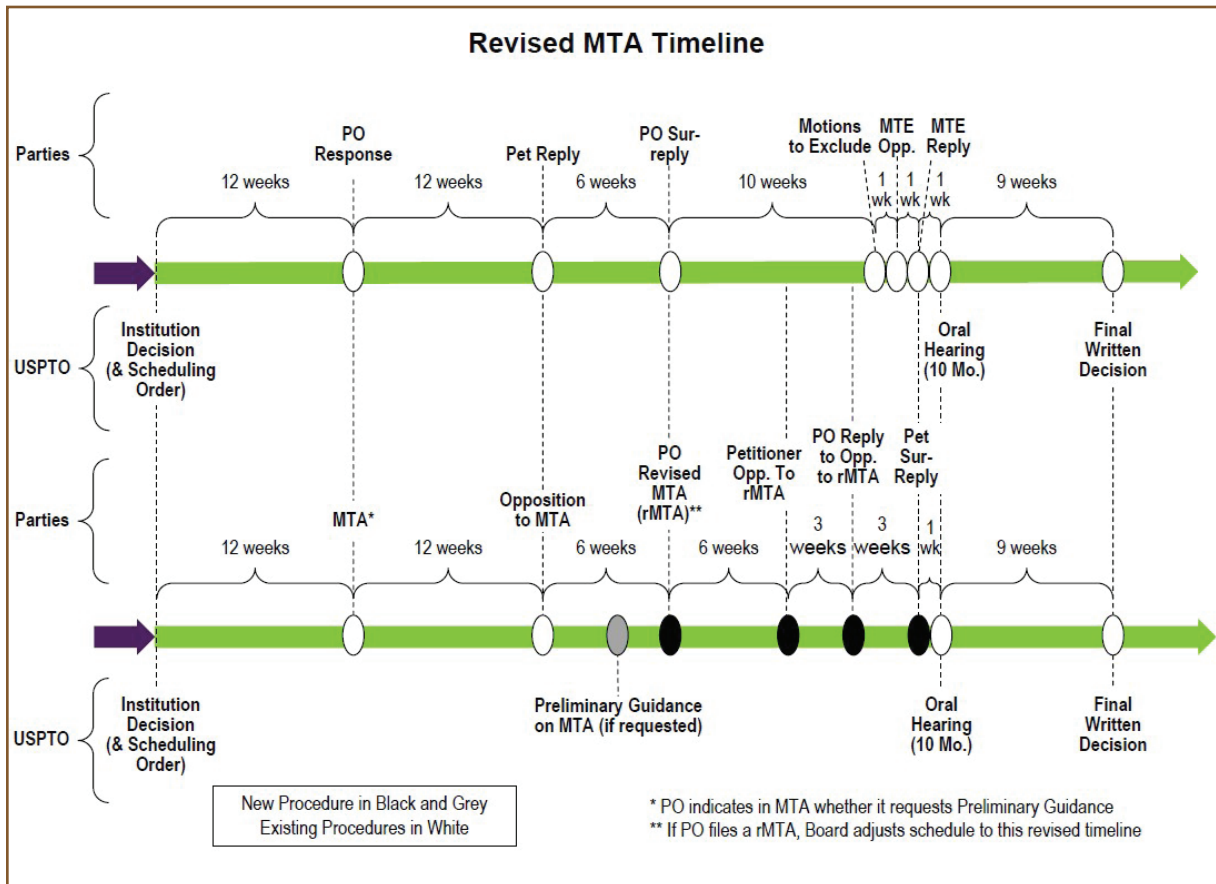 Revised MTA Timeline
Parties
PO
Response
Pet Reply
PO Sur-
reply
Motions
to Exclude
MTE
Opp.
MTE
Reply
12 weeks
12 weeks
6 weeks
10 weeks
1
wk
1
wk
1
wk
9 weeks
USPTO
Institution
Decision
(& Scheduling
Order)
Oral
Hearing
(10 Mo.)
Final
Written
Decision
Parties
MTA*
Opposition
to MTA
PO
Revised
MTA
(rMTA)**
Petitioner
Opp. To
rMTA
PO Reply
to Opp.
to rMTA
Pet
Sur-
Reply
12 weeks
12 weeks
6 weeks
6 weeks
3
weeks
3
weeks
1
wk
9 weeks
USPTO
Institution
Decision
(& Scheduling
Order)
Preliminary Guidance
on MTA (if requested)
Oral
Hearing
(10 Mo.)
Final
Written
Decision
New Procedure in Black and Grey
Existing Procedures in White
* PO indicates in MTA whether it requests Preliminary Guidance
** If PO files a rMTA, Board adjusts schedule to this revised timeline